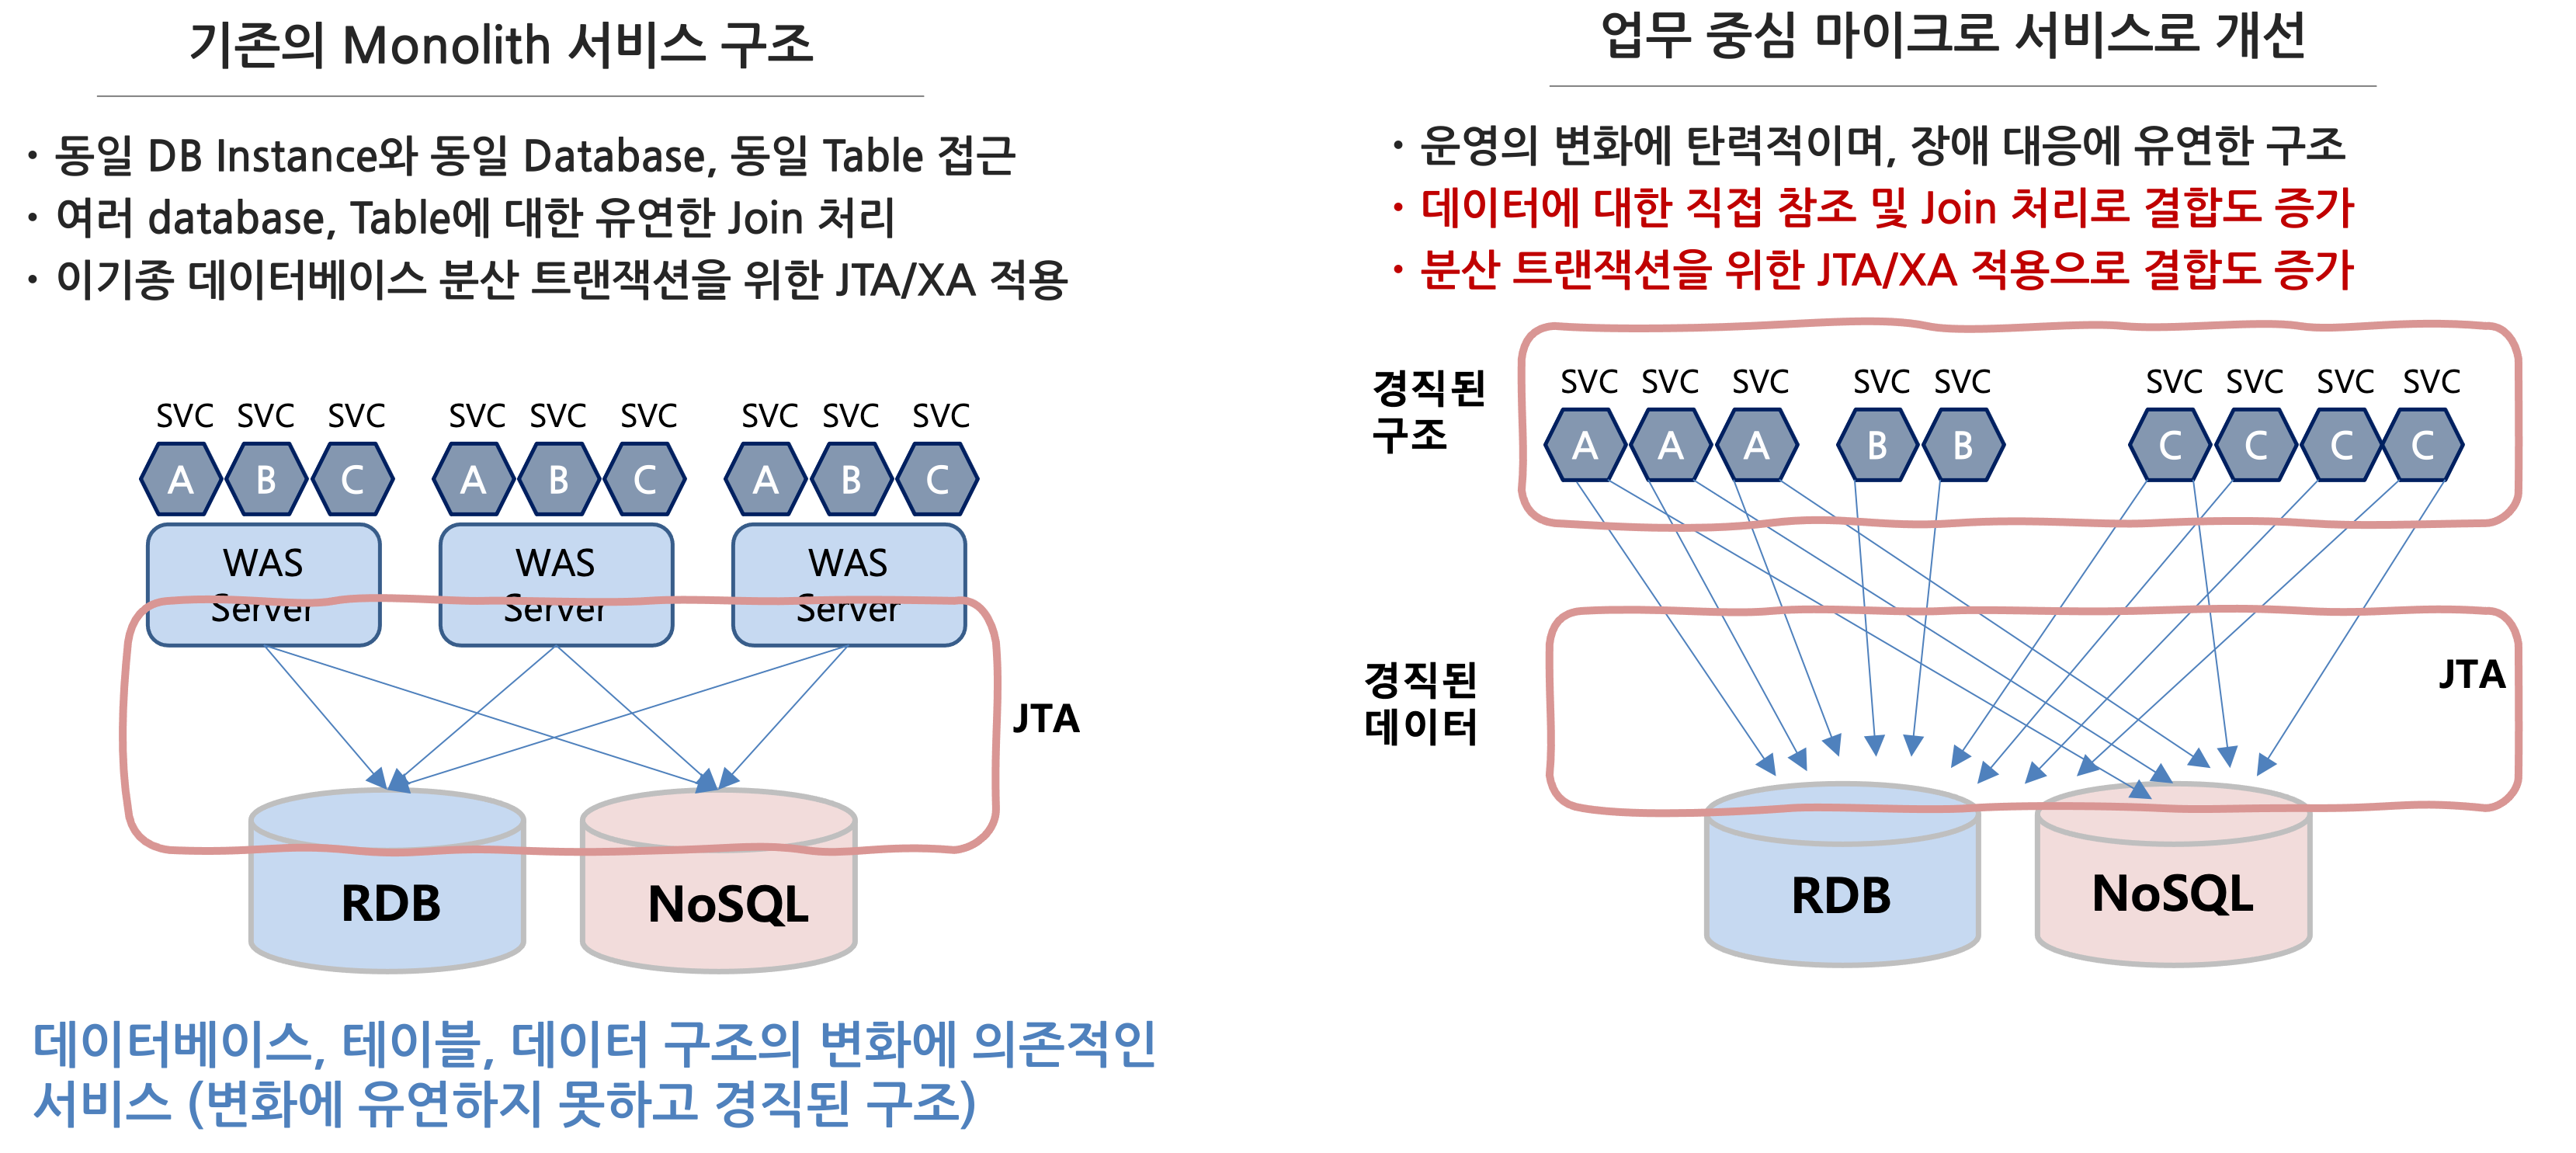 기존의 Monolith 서비스 구조
· 동일 DB Instance와 동일 Database, 동일 Table 접근
· 여러 database, Table에 대한 유연한 Join 처리
· 이기종 데이터베이스 분산 트랜잭션을 위한 JTA/XA 적용
SVC SVC SVC SVC SVC SVC SVC SVC SVC
A B C A B C A B C
WAS Server
WAS Server
WAS Server
JTA
RDB NoSQL
데이터베이스, 테이블, 데이터 구조의 변화에 의존적인
서비스 (변화에 유연하지 못하고 경직된 구조)
업무 중심 마이크로 서비스로 개선
· 운영의 변화에 탄력적이며, 장애 대응에 유연한 구조
· 데이터에 대한 직접 참조 및 Join 처리로 결합도 증가
· 분산 트랜잭션을 위한 JTA/XA 적용으로 결합도 증가
경직된
구조
SVC SVC SVC SVC SVC SVC SVC SVC SVC
A A A B B C C C C
경직된
데이터
JTA
RDB NoSQL